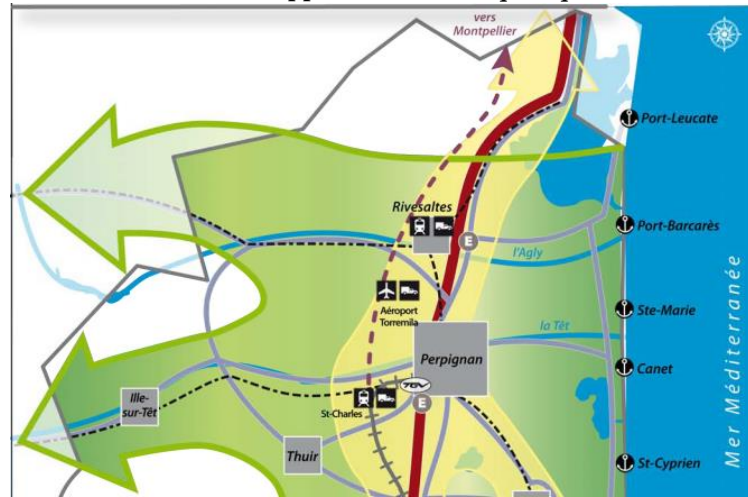 vers
Montpellier
Port-Leucate
Rivesaltes
Port-Barcarès
E
l'Agly
Aéroport
Torremila
Ste-Marie
la Têt
Perpignan
Canet
TGV
E
Ille-
sur-Têt
St-Charles
Thuir
St-Cyprien
Mer Méditerranée